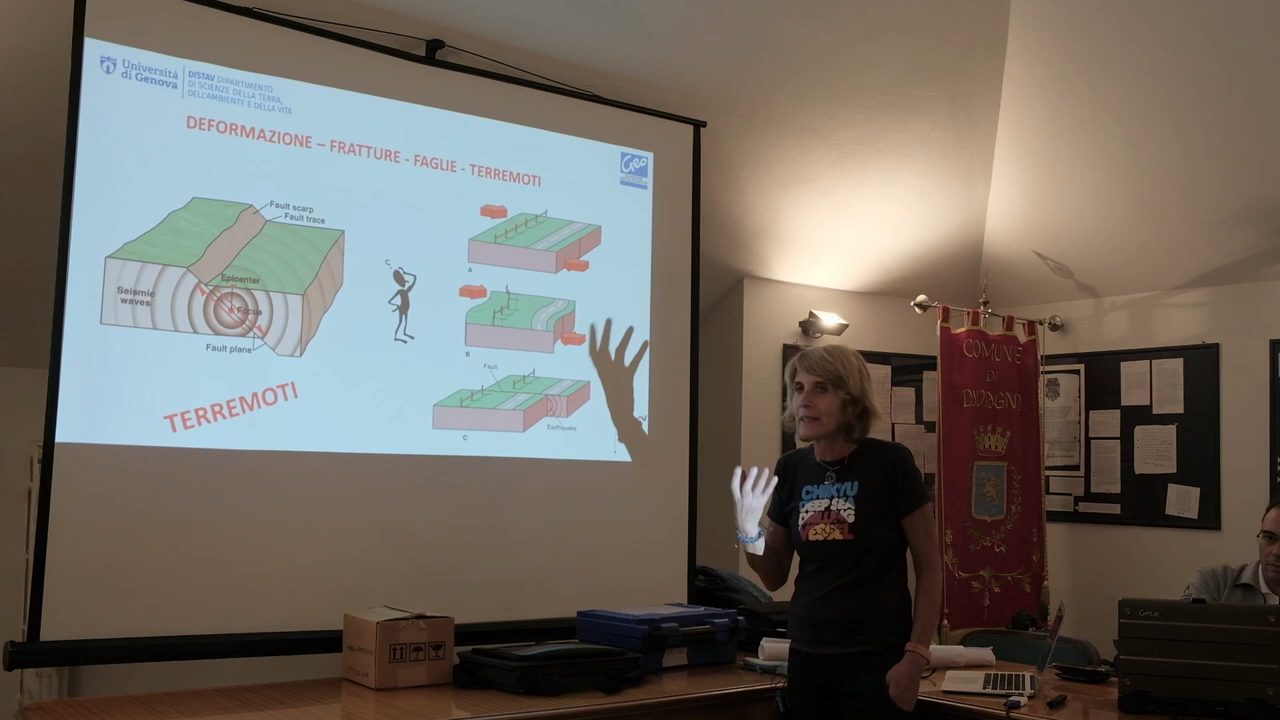 Università
di Genova
DISTAV DIPARTIMENTO
DI SCIENZE DELLA TERRA,
DELL'AMBIENTE E DELLA VITA
DEFORMAZIONE – FRATTURE - FAGLIE - TERREMOTI
Geo
Fault scarp
Fault trace
Epicenter
Seismic
waves
Focus
Fault plane
TERREMOTI
A
B
Fault
Earthquake
C
COMUNE
DI
DAVAGNA
CHIKYU
DEEP SEA
DRILLING
VESSEL
Getac